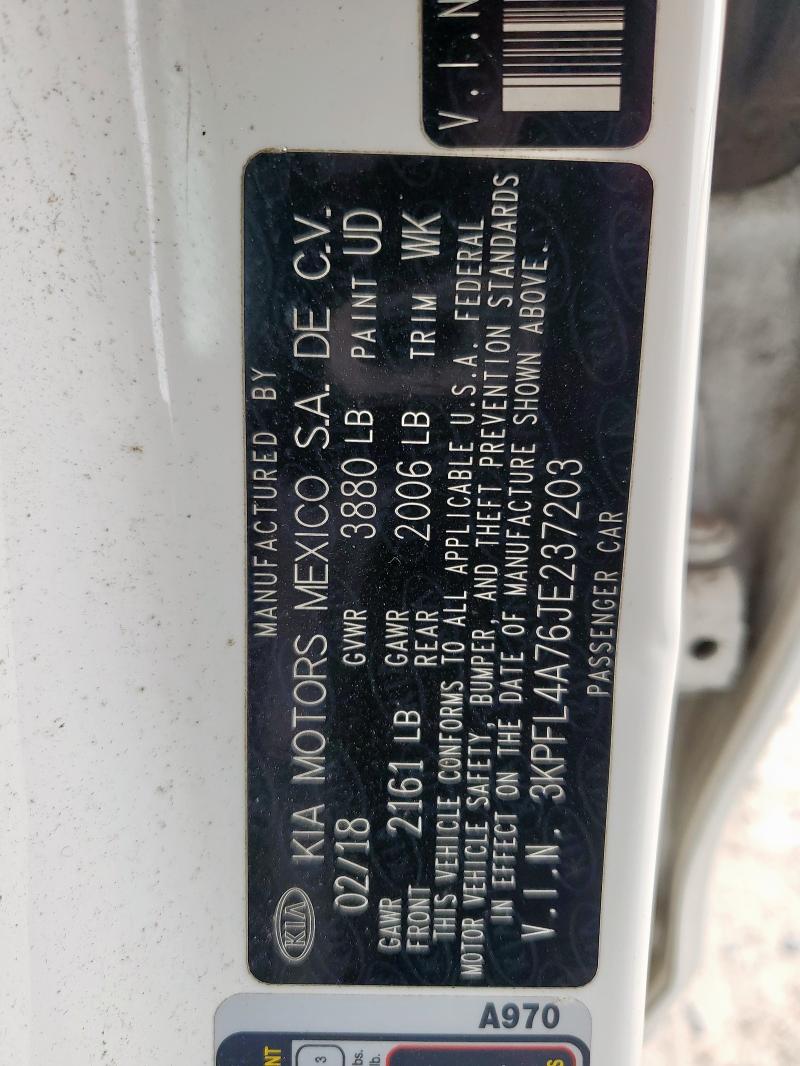 V.I.N
MANUFACTURED BY
KIA
KIA MOTORS MEXICO S.A. DE C.V.
02/18 GVWR 3880 LB PAINT UD
GAWR FRONT 2161 LB GAWR REAR 2006 LB TRIM WK
THIS VEHICLE CONFORMS TO ALL APPLICABLE U.S.A. FEDERAL
MOTOR VEHICLE SAFETY, BUMPER, AND THEFT PREVENTION STANDARDS
IN EFFECT ON THE DATE OF MANUFACTURE SHOWN ABOVE.
V.I.N. 3KPFL4A76JE237203
PASSENGER CAR
A970
3